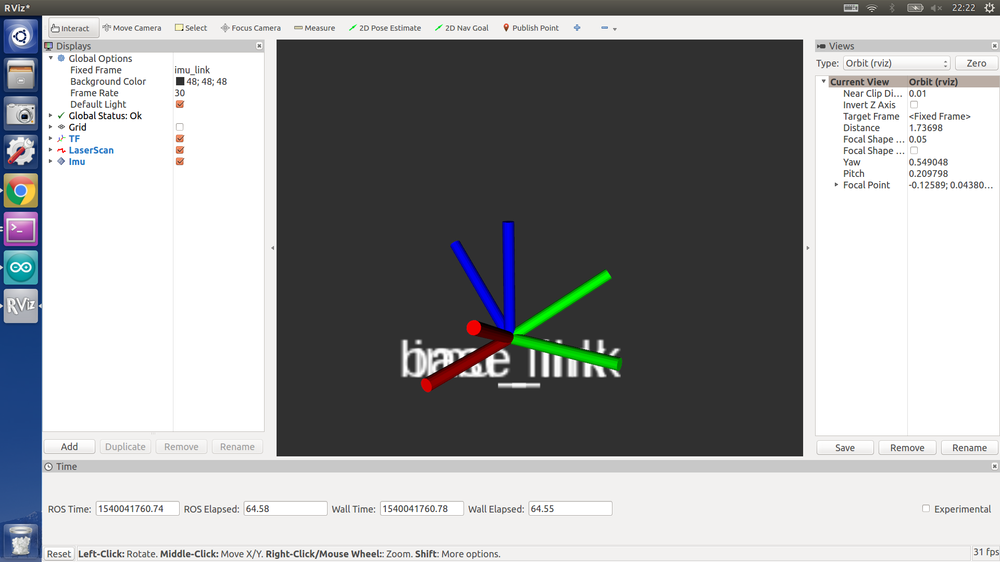 RViz*
22:22
Interact
Move Camera
Select
Focus Camera
Measure
2D Pose Estimate
2D Nav Goal
Publish Point
Displays
Global Options
Fixed Frame imu_link
Background Color 48; 48; 48
Frame Rate 30
Default Light
Global Status: Ok
Grid
TF
LaserScan
Imu
Add
Duplicate
Remove
Rename
RViz
base_link
Views
Type: Orbit (rviz) Zero
Current View Orbit (rviz)
Near Clip Di... 0.01
Invert Z Axis
Target Frame <Fixed Frame>
Distance 1.73698
Focal Shape ... 0.05
Focal Shape ...
Yaw 0.549048
Pitch 0.209798
Focal Point -0.12589; 0.04380...
Save
Remove
Rename
Time
ROS Time: 1540041760.74 ROS Elapsed: 64.58 Wall Time: 1540041760.78 Wall Elapsed: 64.55 Experimental
Reset Left-Click: Rotate. Middle-Click: Move X/Y. Right-Click/Mouse Wheel:: Zoom. Shift: More options. 31 fps